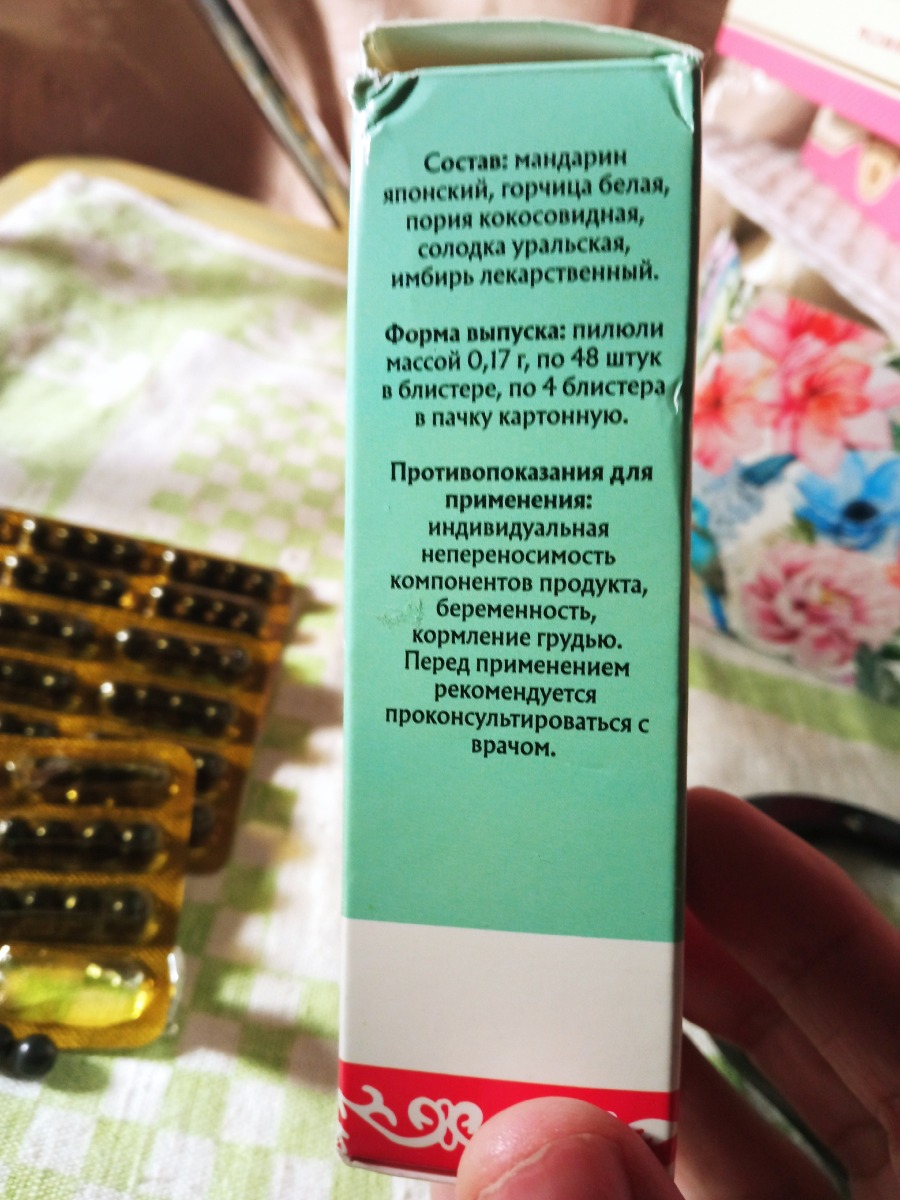 Состав: мандарин
японский, горчица белая,
пория кокосовидная,
солодка уральская,
имбирь лекарственный.
Форма выпуска: пилюли
массой 0,17 г, по 48 штук
в блистере, по 4 блистера
в пачку картонную.
Противопоказания для
применения:
индивидуальная
непереносимость
компонентов продукта,
беременность,
кормление грудью.
Перед применением
рекомендуется
проконсультироваться с
врачом.